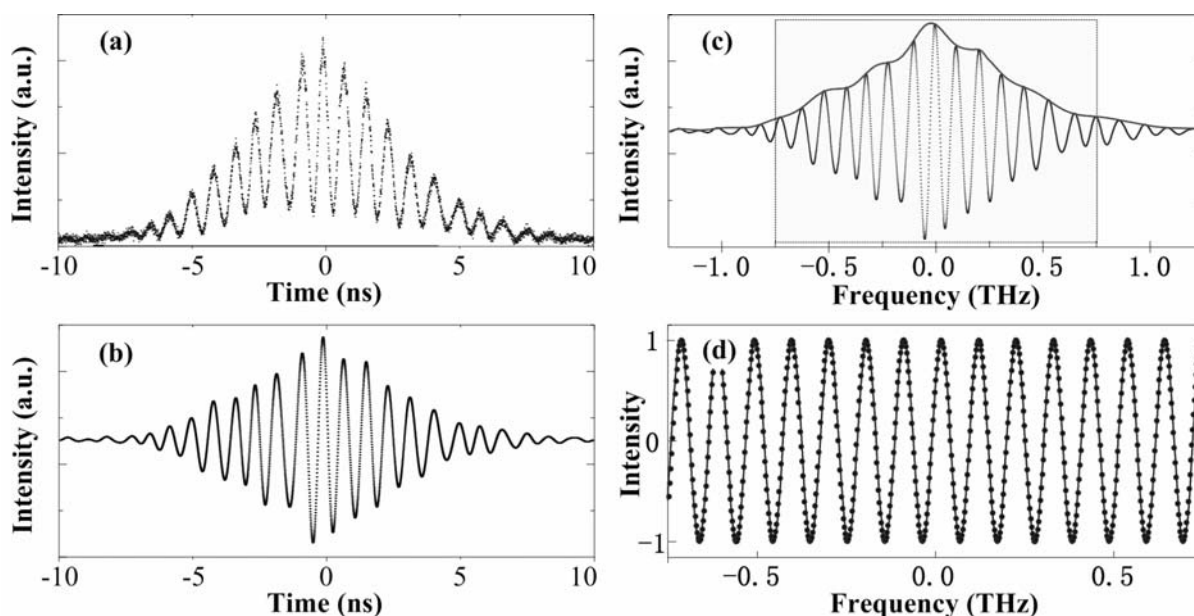 (a)
Intensity (a.u.)
-10 -5 0 5 10
Time (ns)
(b)
Intensity (a.u.)
-10 -5 0 5 10
Time (ns)
(c)
Intensity (a.u.)
-1.0 -0.5 0.0 0.5 1.0
Frequency (THz)
(d)
Intensity
1
0
-1
-0.5 0.0 0.5
Frequency (THz)